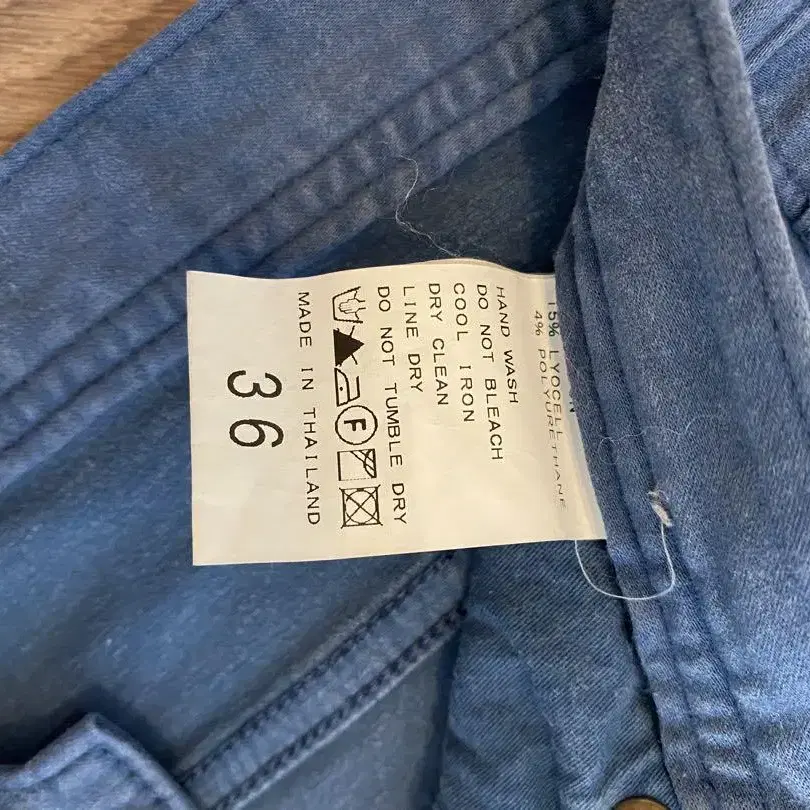 15% LYOCELL
4% POLYURETHANE
HAND WASH
DO NOT BLEACH
COOL IRON
DRY CLEAN
LINE DRY
DO NOT TUMBLE DRY
F
MADE IN THAILAND
36